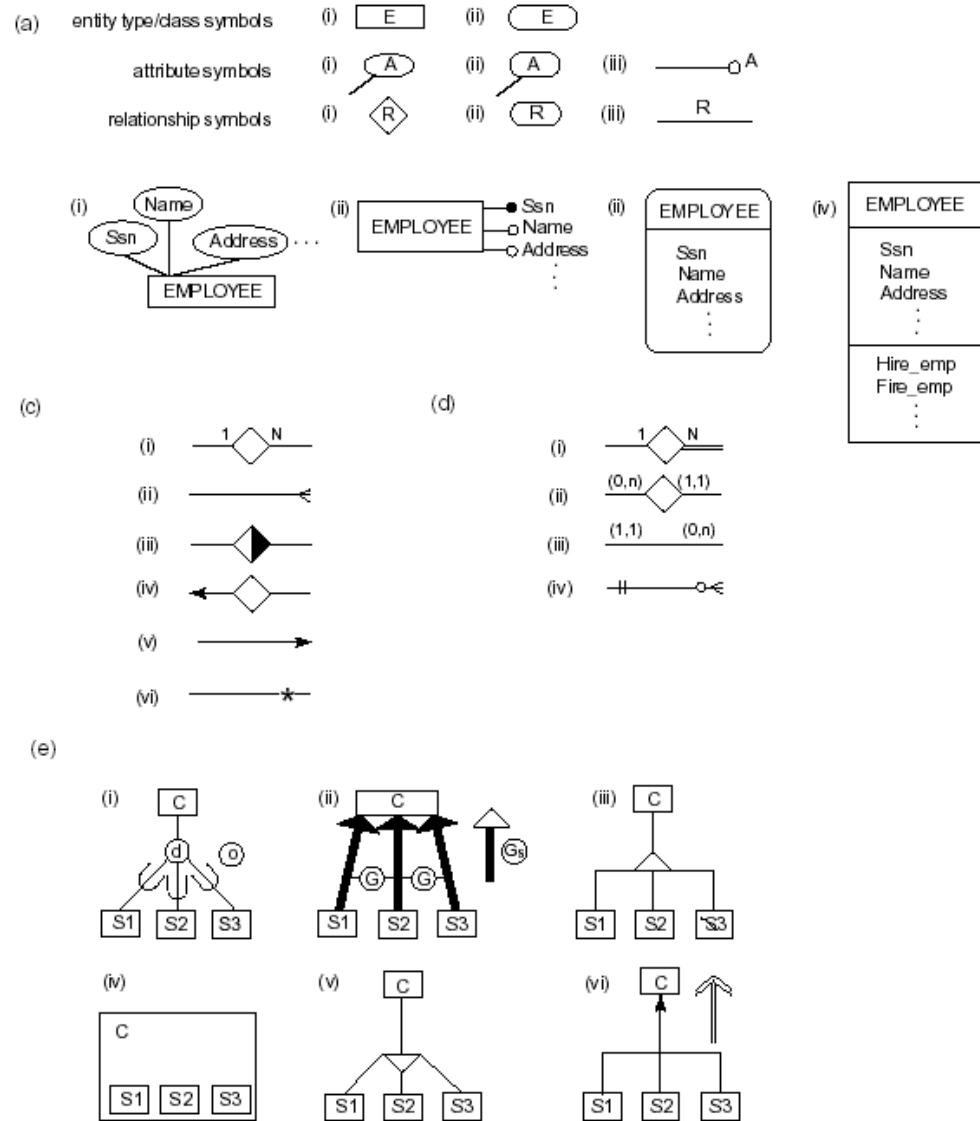 (a) entity type/class symbols (i) E (ii) E
attribute symbols (i) A (ii) A (iii) A
relationship symbols (i) R (ii) R (iii) R
(i) Name Ssn Address . . . EMPLOYEE
(ii) EMPLOYEE Ssn Name Address
(ii) EMPLOYEE
Ssn
Name
Address
(iv) EMPLOYEE
Ssn
Name
Address
Hire_emp
Fire_emp
(c)
(i) 1 N
(ii)
(iii)
(iv)
(v)
(vi) *
(d)
(i) 1 N
(ii) (0,n) (1,1)
(iii) (1,1) (0,n)
(iv)
(e)
(i) C d o S1 S2 S3
(ii) C G G Gs S1 S2 S3
(iii) C S1 S2 S3
(iv) C S1 S2 S3
(v) C S1 S2 S3
(vi) C S1 S2 S3